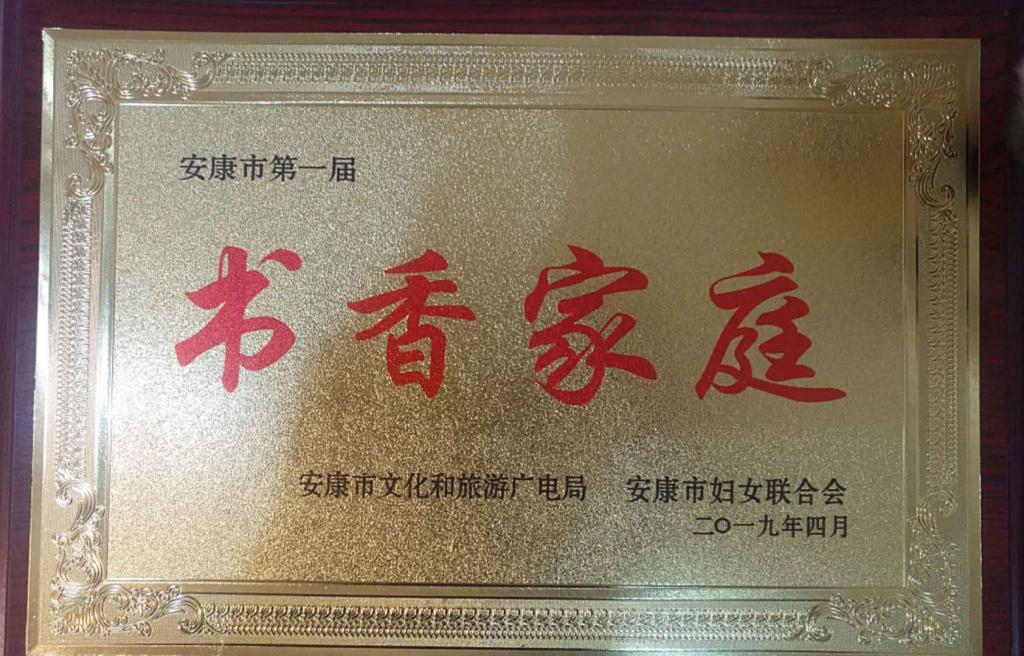 安康市第一届
书香家庭
安康市文化和旅游广电局 安康市妇女联合会
二〇一九年四月